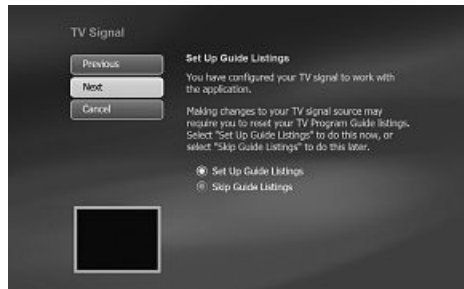 TV Signal
Previous
Next
Cancel
Set Up Guide Listings
You have configured your TV signal to work with
the application.
Making changes to your TV signal source may
require you to reset your TV Program Guide listings.
Select "Set Up Guide Listings" to do this now, or
select "Skip Guide Listings" to do this later.
Set Up Guide Listings
Skip Guide Listings